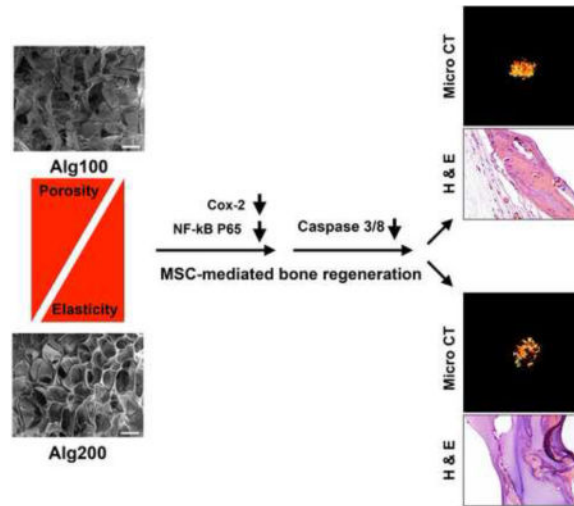 Alg100
Porosity
Elasticity
Alg200
Cox-2
NF-kB P65
Caspase 3/8
MSC-mediated bone regeneration
Micro CT
H & E
Micro CT
H & E